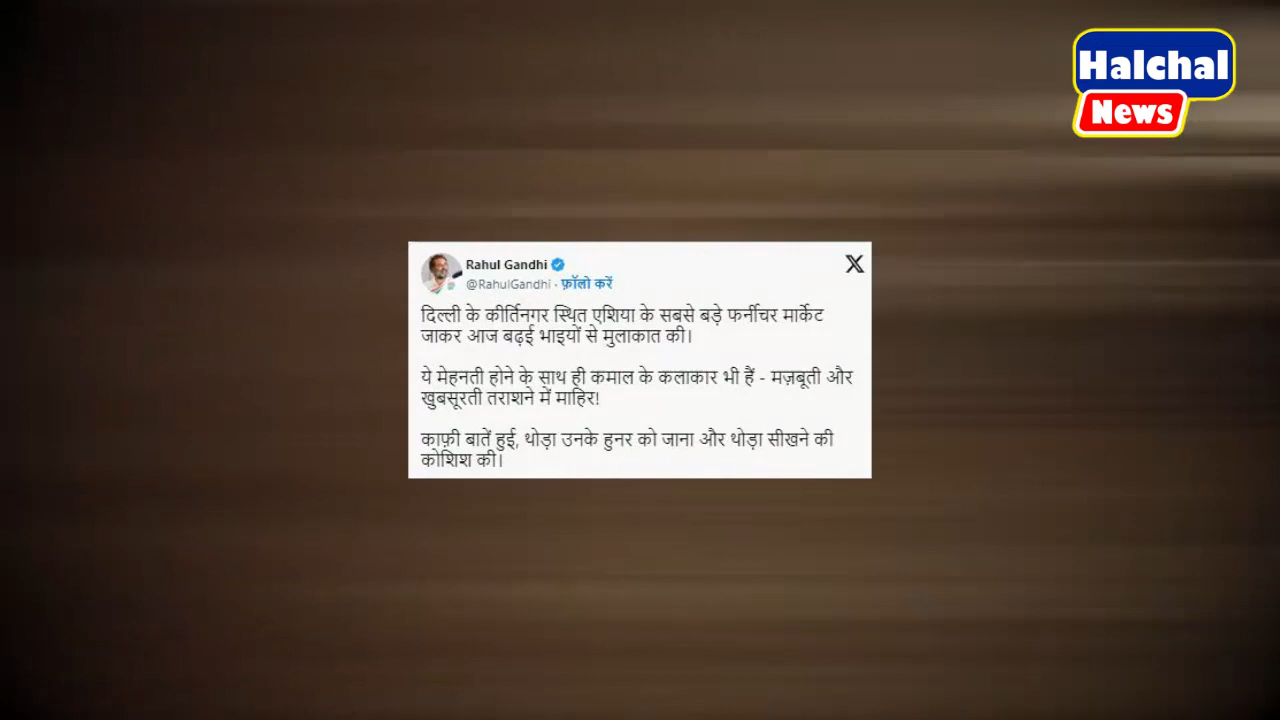 Halchal
News
Rahul Gandhi
@RahulGandhi · फ़ॉलो करें
X
दिल्ली के कीर्तिनगर स्थित एशिया के सबसे बड़े फर्नीचर मार्केट
जाकर आज बढ़ई भाइयों से मुलाकात की।
ये मेहनती होने के साथ ही कमाल के कलाकार भी हैं - मज़बूती और
खुबसूरती तराशने में माहिर!
काफ़ी बातें हुई, थोड़ा उनके हुनर को जाना और थोड़ा सीखने की
कोशिश की।